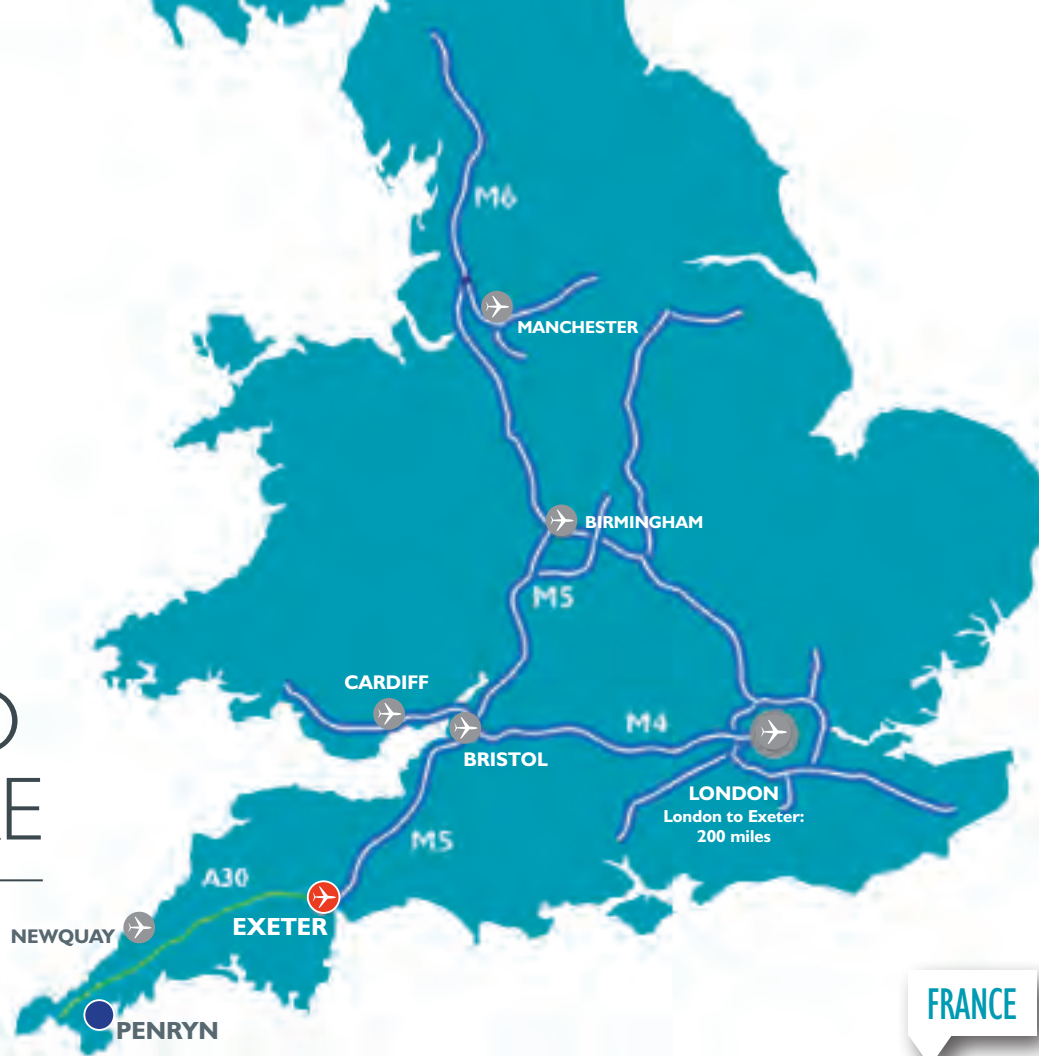 M6
MANCHESTER
BIRMINGHAM
M5
CARDIFF
M4
BRISTOL
LONDON
London to Exeter:
200 miles
M5
A30
EXETER
NEWQUAY
PENRYN
FRANCE